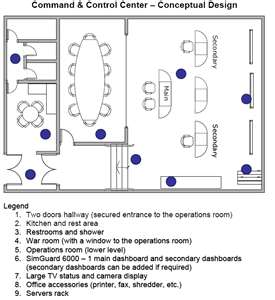 Command & Control Center – Conceptual Design
Secondary
Main
Secondary
Legend
1. Two doors hallway (secured entrance to the operations room)
2. Kitchen and rest area
3. Restrooms and shower
4. War room (with a window to the operations room)
5. Operations room (lower level)
6. SimGuard 6000 – 1 main dashboard and secondary dashboards
(secondary dashboards can be added if required)
7. Large TV status and camera display
8. Office accessories (printer, fax, shredder, etc.)
9. Servers rack